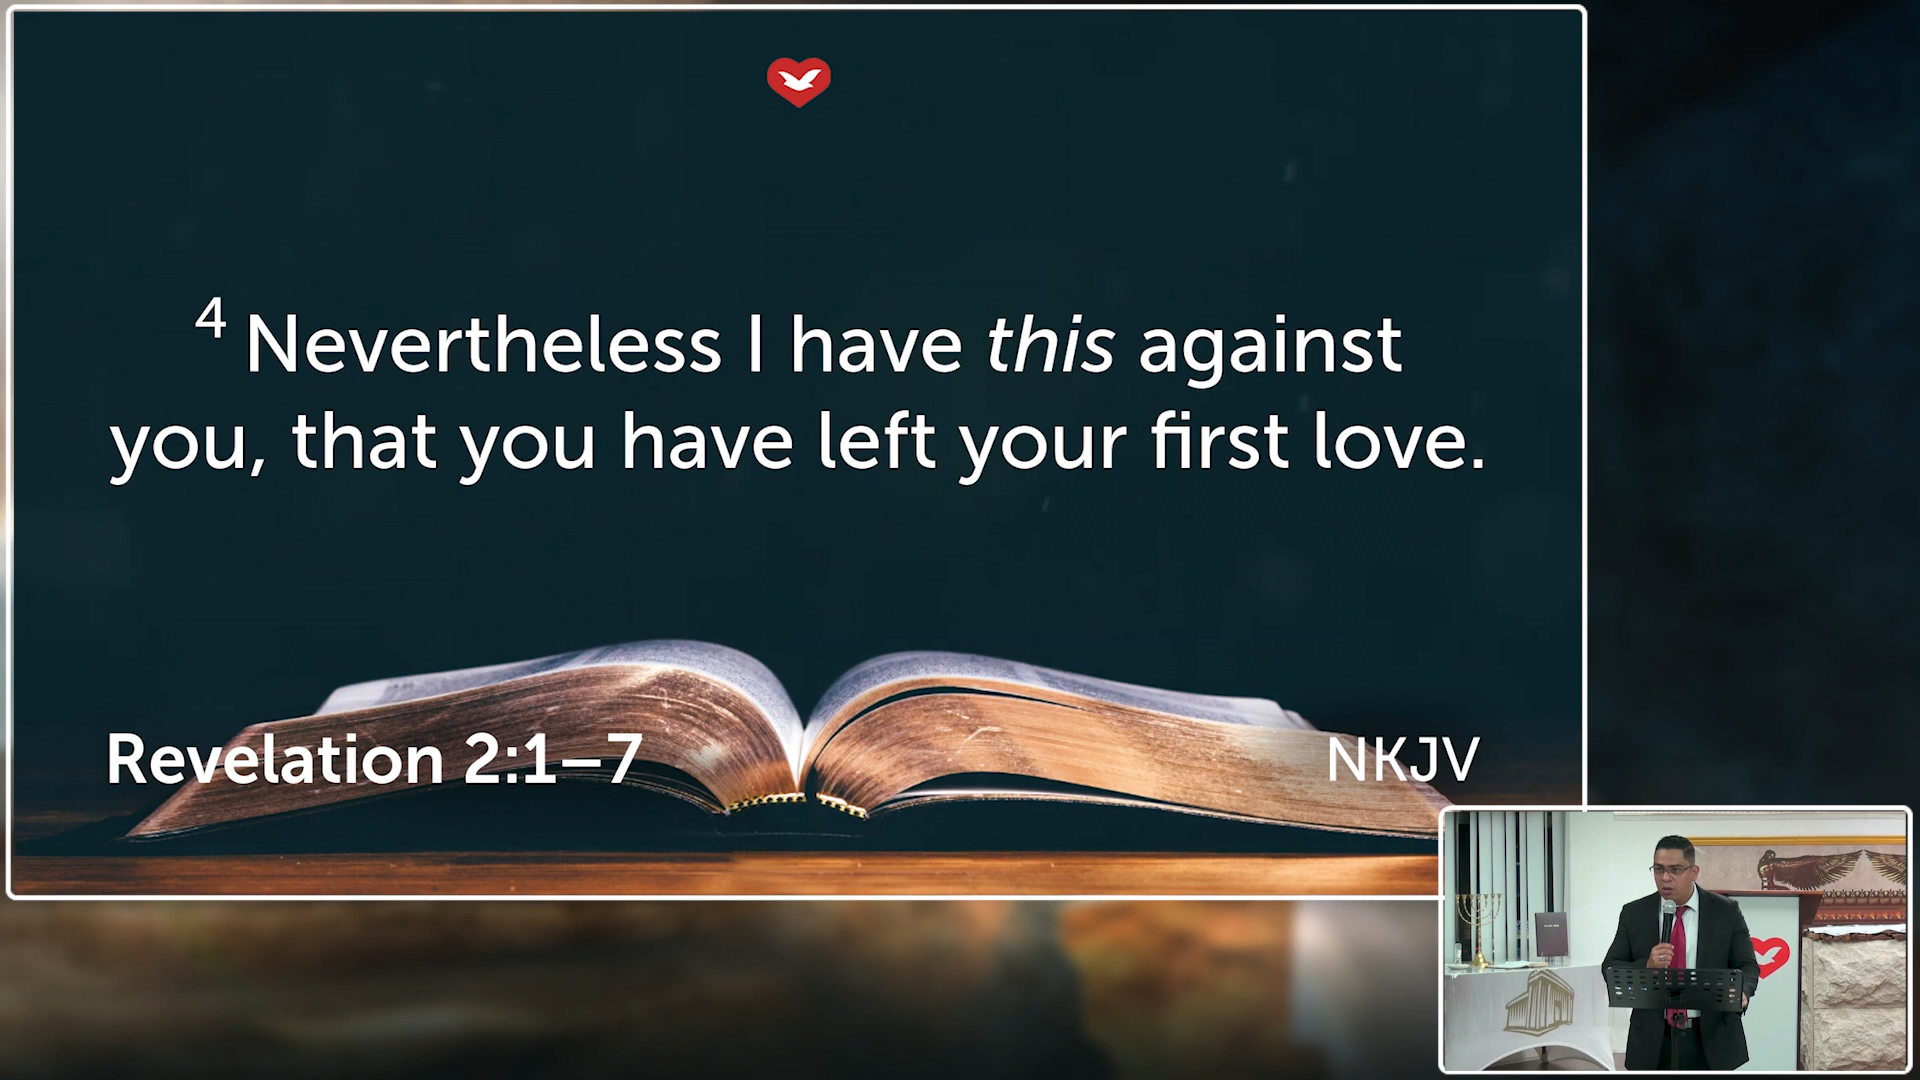 4 Nevertheless I have this against
you, that you have left your first love.
Revelation 2:1–7
NKJV